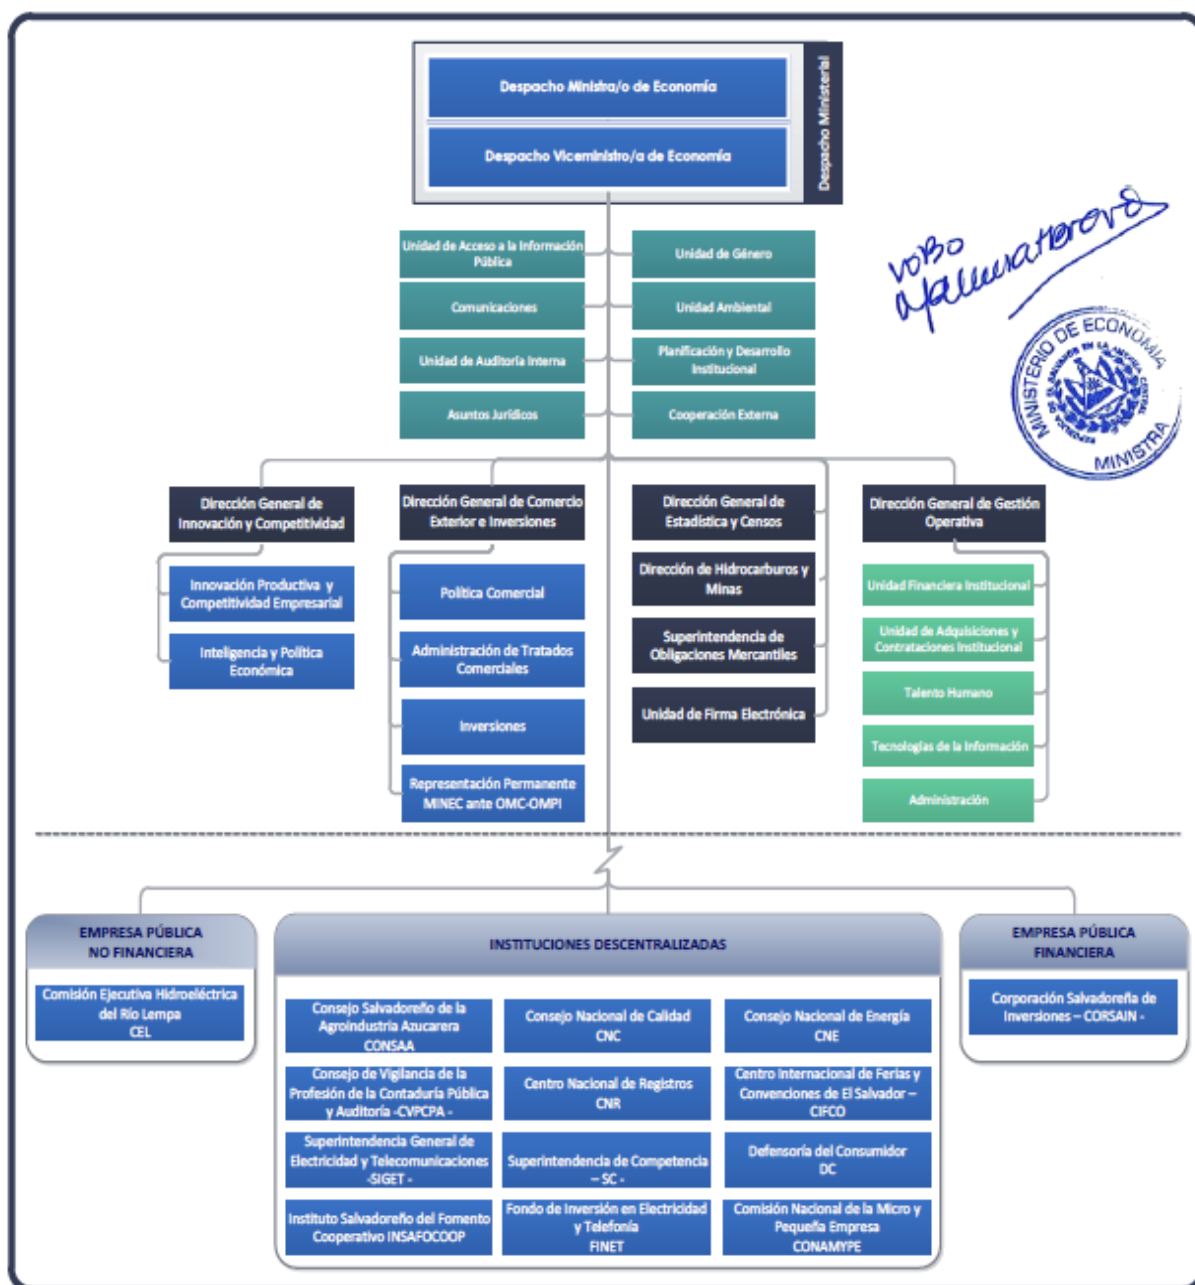 Despacho Ministra/o de Economía
Despacho Viceministro/a de Economía
Despacho Ministerial
Unidad de Acceso a la Información
Pública
Unidad de Género
Comunicaciones
Unidad Ambiental
Unidad de Auditoría Interna
Planificación y Desarrollo
Institucional
Asuntos Jurídicos
Cooperación Externa
VoBo
MINISTERIO DE ECONOMÍA
REPÚBLICA DE EL SALVADOR EN LA AMÉRICA CENTRAL
MINISTRA
Dirección General de
Innovación y Competitividad
Innovación Productiva y
Competitividad Empresarial
Inteligencia y Política
Económica
Dirección General de Comercio
Exterior e Inversiones
Política Comercial
Administración de Tratados
Comerciales
Inversiones
Representación Permanente
MINEC ante OMC-OMPI
Dirección General de
Estadística y Censos
Dirección de Hidrocarburos y
Minas
Superintendencia de
Obligaciones Mercantiles
Unidad de Firma Electrónica
Dirección General de Gestión
Operativa
Unidad Financiera Institucional
Unidad de Adquisiciones y
Contrataciones Institucional
Talento Humano
Tecnologías de la Información
Administración
EMPRESA PÚBLICA
NO FINANCIERA
Comisión Ejecutiva Hidroeléctrica
del Río Lempa
CEL
INSTITUCIONES DESCENTRALIZADAS
Consejo Salvadoreño de la
Agroindustria Azucarera
CONSAA
Consejo Nacional de Calidad
CNC
Consejo Nacional de Energía
CNE
Consejo de Vigilancia de la
Profesión de la Contaduría Pública
y Auditoría -CVPCPA -
Centro Nacional de Registros
CNR
Centro Internacional de Ferias y
Convenciones de El Salvador –
CIFCO
Superintendencia General de
Electricidad y Telecomunicaciones
-SIGET -
Superintendencia de Competencia
– SC -
Defensoría del Consumidor
DC
Instituto Salvadoreño del Fomento
Cooperativo INSAFOCOOP
Fondo de Inversión en Electricidad
y Telefonía
FINET
Comisión Nacional de la Micro y
Pequeña Empresa
CONAMYPE
EMPRESA PÚBLICA
FINANCIERA
Corporación Salvadoreña de
Inversiones – CORSAIN -